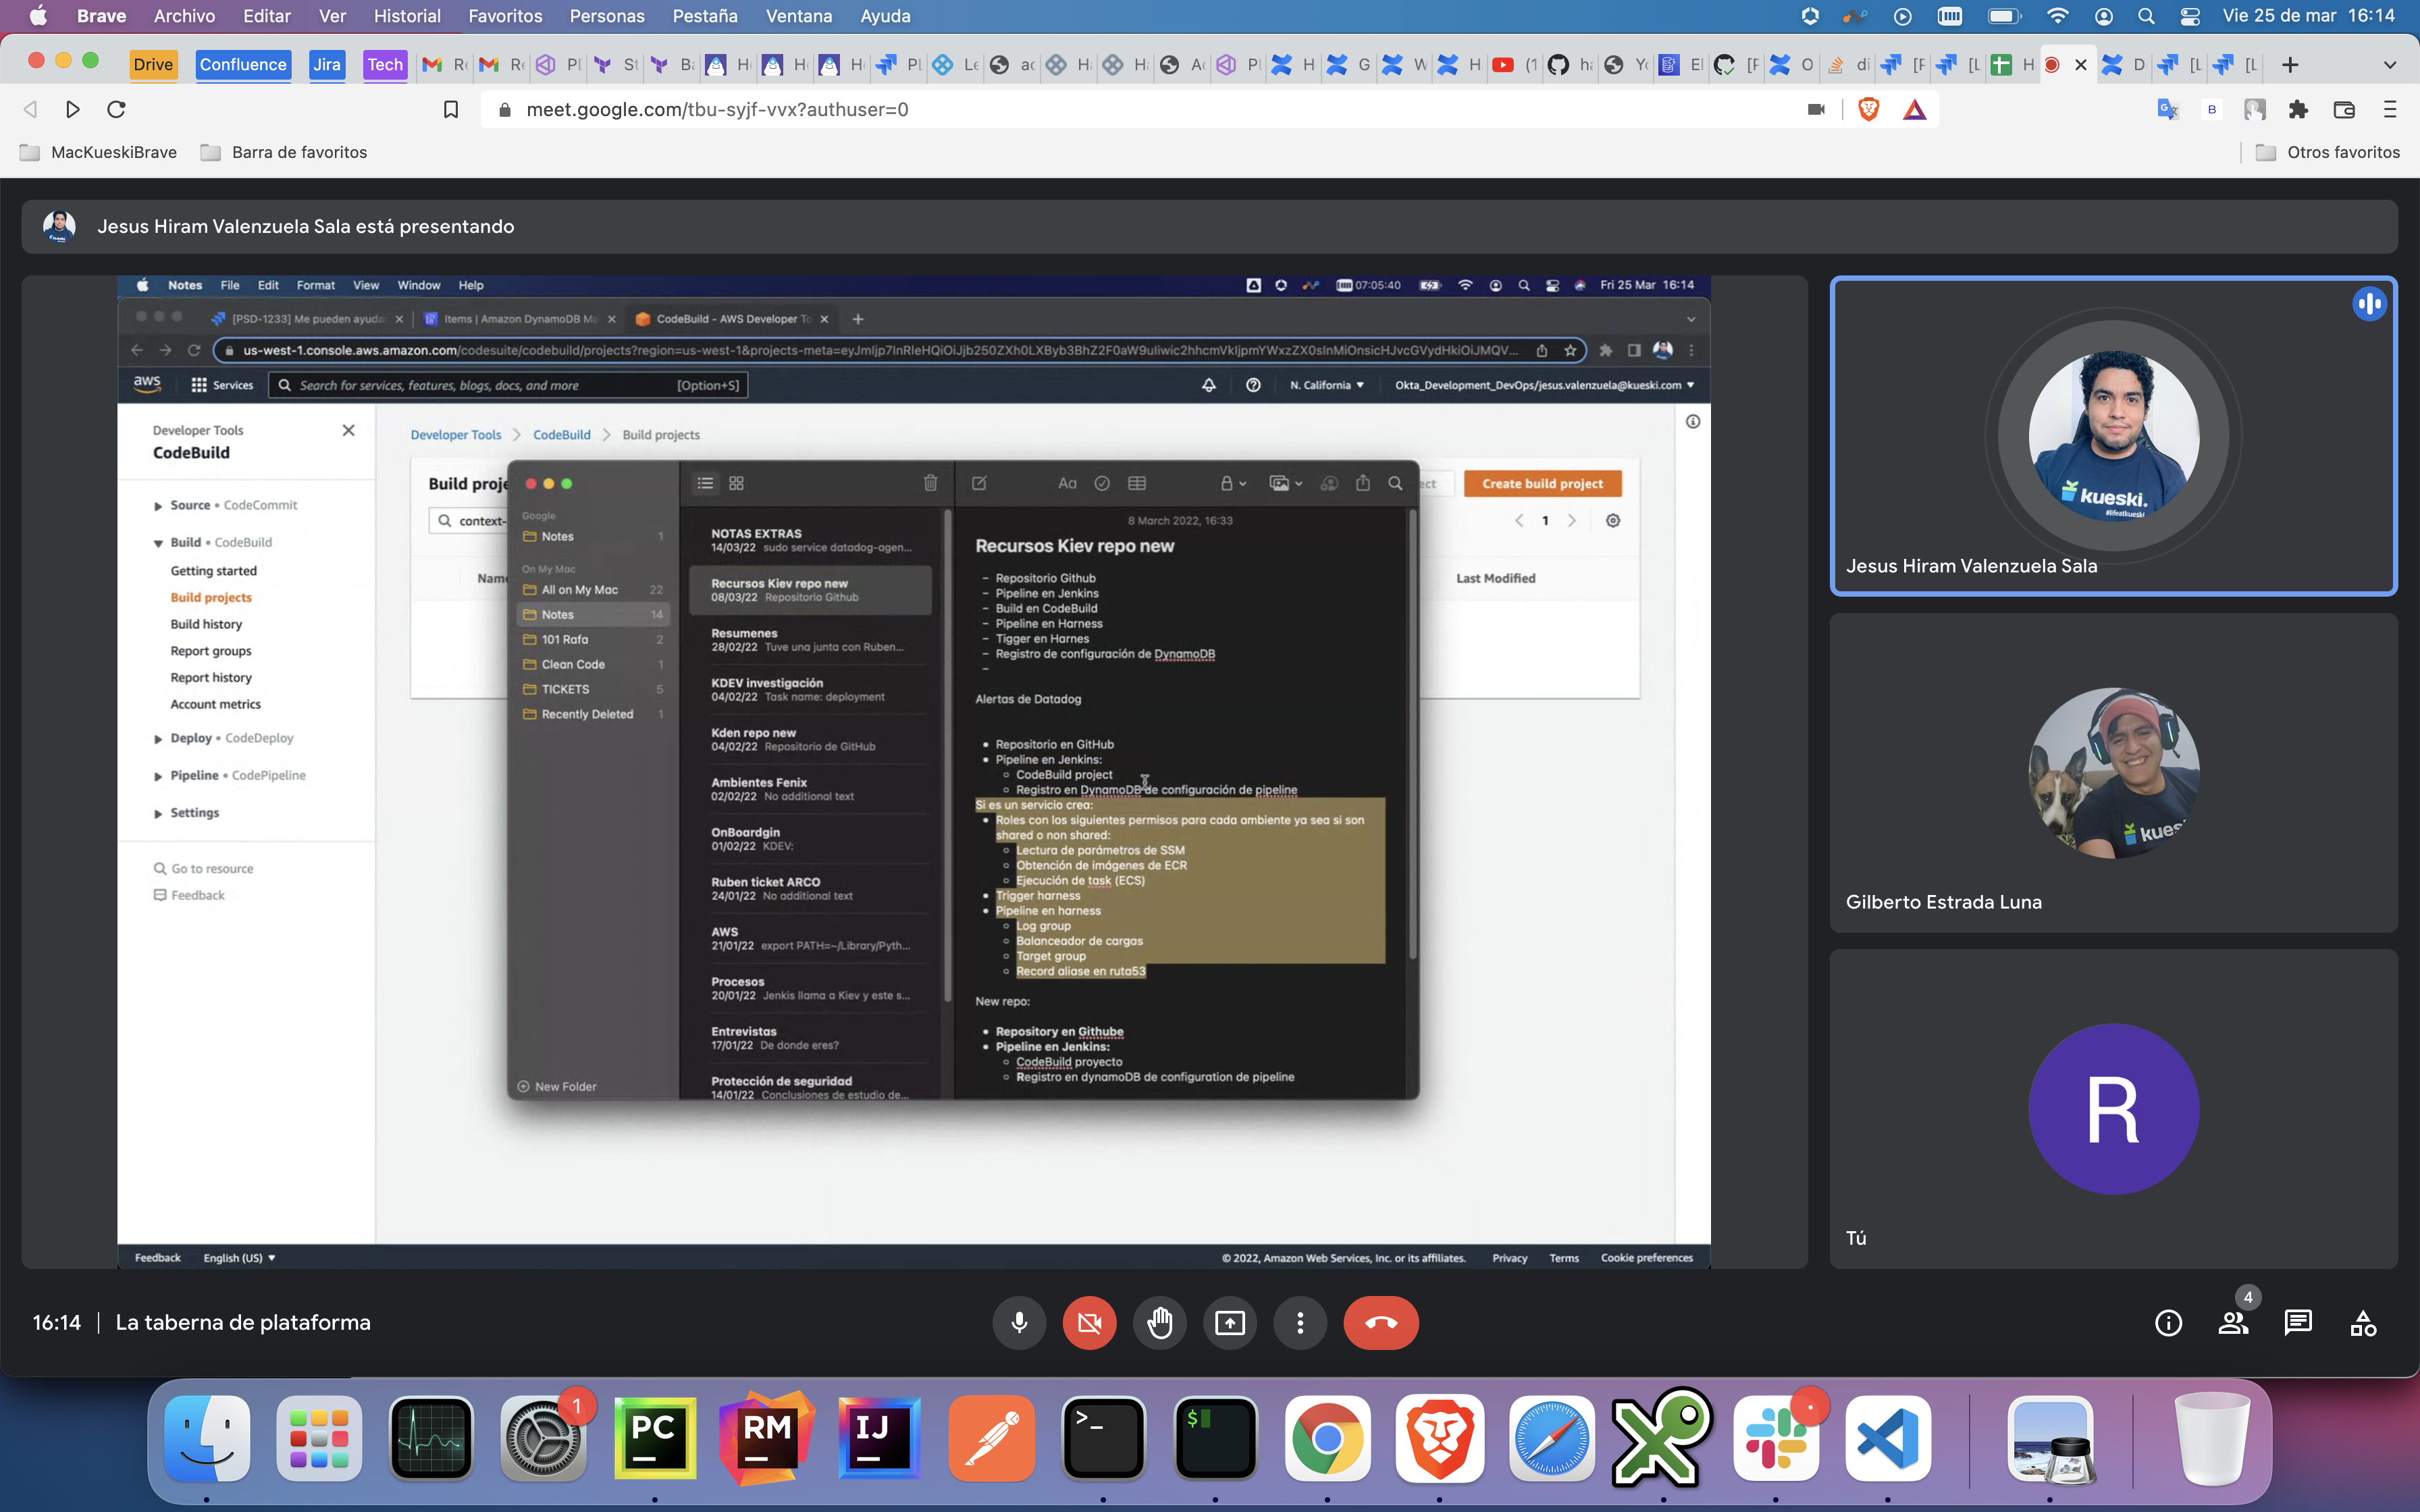 Brave Archivo Editar Ver Historial Favoritos Personas Pestaña Ventana Ayuda Vie 25 de mar 16:14
Drive Confluence Jira Tech
meet.google.com/tbu-syjf-vvx?authuser=0
MacKueskiBrave Barra de favoritos Otros favoritos
Jesus Hiram Valenzuela Sala está presentando
Notes File Edit Format View Window Help 07:05:40 Fri 25 Mar 16:14
[PSD-1233] Me pueden ayuda Items | Amazon DynamoDB Ma CodeBuild - AWS Developer To
us-west-1.console.aws.amazon.com/codesuite/codebuild/projects?region=us-west-1&projects-meta=
aws Services Search for services, features, blogs, docs, and more [Option+S] N. California Okta_Development_DevOps/jesus.valenzuela@kueski.com
Developer Tools
CodeBuild
Source • CodeCommit
Build • CodeBuild
Getting started
Build projects
Build history
Report groups
Report history
Account metrics
Deploy • CodeDeploy
Pipeline • CodePipeline
Settings
Go to resource
Feedback
Developer Tools CodeBuild Build projects
Build proje
Create build project
context-
1
Name
Last Modified
Google
Notes 1
On My Mac
All on My Mac 22
Notes 14
101 Rafa 2
Clean Code 1
TICKETS 5
Recently Deleted 1
New Folder
NOTAS EXTRAS
14/03/22 sudo service datadog-agen...
Recursos Kiev repo new
08/03/22 Repositorio Github
Resumenes
28/02/22 Tuve una junta con Ruben...
KDEV investigación
04/02/22 Task name: deployment
Kden repo new
04/02/22 Repositorio de GitHub
Ambientes Fenix
02/02/22 No additional text
OnBoardgin
01/02/22 KDEV:
Ruben ticket ARCO
24/01/22 No additional text
AWS
21/01/22 export PATH=~/Library/Pyth...
Procesos
20/01/22 Jenkis llama a Kiev y este s...
Entrevistas
17/01/22 De donde eres?
Protección de seguridad
14/01/22 Conclusiones de estudio de...
8 March 2022, 16:33
Recursos Kiev repo new
– Repositorio Github
– Pipeline en Jenkins
– Build en CodeBuild
– Pipeline en Harness
– Tigger en Harnes
– Registro de configuración de DynamoDB
–
Alertas de Datadog
• Repositorio en GitHub
• Pipeline en Jenkins:
○ CodeBuild project
○ Registro en DynamoDB de configuración de pipeline
Si es un servicio crea:
• Roles con los siguientes permisos para cada ambiente ya sea si son
shared o non shared:
○ Lectura de parámetros de SSM
○ Obtención de imágenes de ECR
○ Ejecución de task (ECS)
• Trigger harness
• Pipeline en harness
○ Log group
○ Balanceador de cargas
○ Target group
○ Record aliase en ruta53
New repo:
• Repository en Githube
• Pipeline en Jenkins:
○ CodeBuild proyecto
○ Registro en dynamoDB de configuration de pipeline
Feedback English (US) © 2022, Amazon Web Services, Inc. or its affiliates. Privacy Terms Cookie preferences
kueski.
#lifeatkueski
Jesus Hiram Valenzuela Sala
kues
Gilberto Estrada Luna
R
Tú
16:14 | La taberna de plataforma
4
1
PC
RM
IJ
>_
$